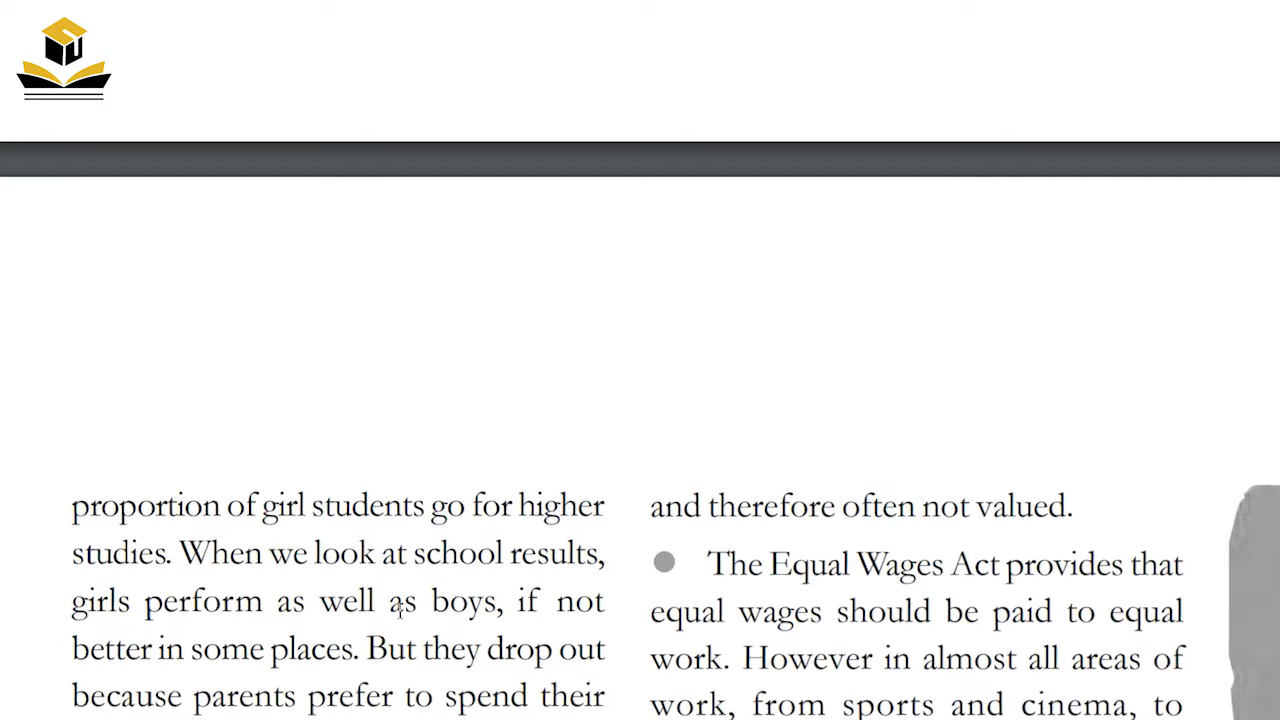 proportion of girl students go for higher
studies. When we look at school results,
girls perform as well as boys, if not
better in some places. But they drop out
because parents prefer to spend their
and therefore often not valued.
The Equal Wages Act provides that
equal wages should be paid to equal
work. However in almost all areas of
work, from sports and cinema, to